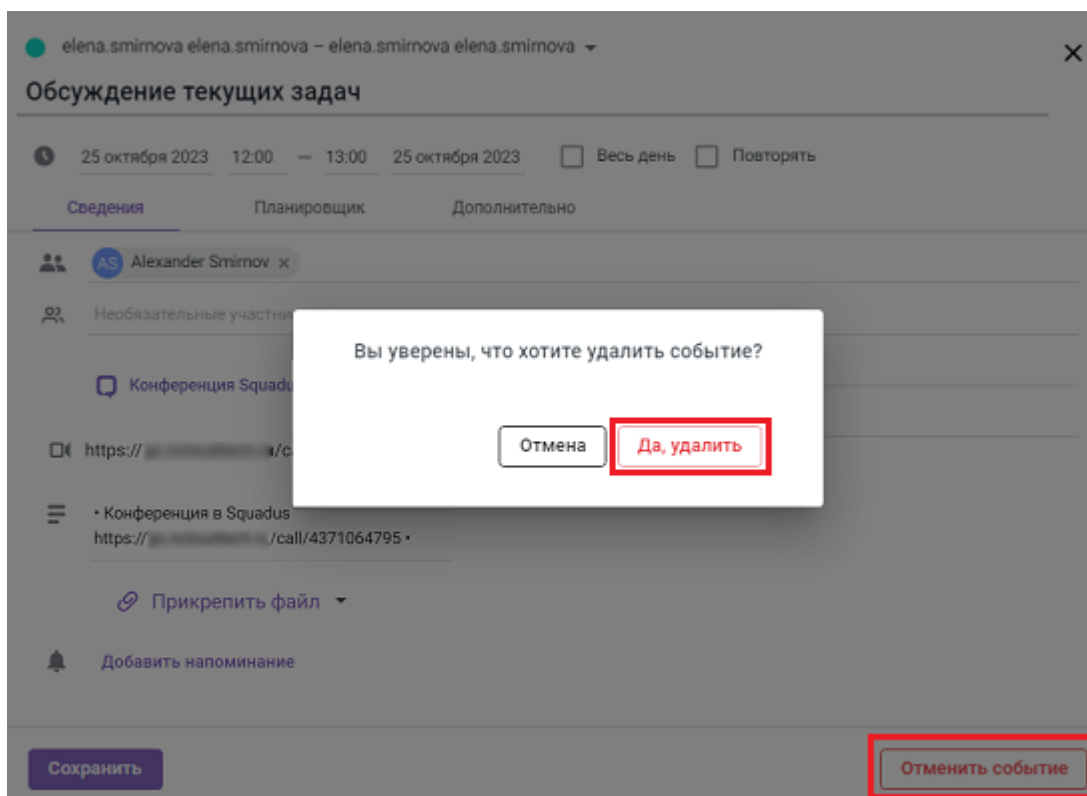 elena.smirnova elena.smirnova – elena.smirnova elena.smirnova
Обсуждение текущих задач
25 октября 2023 12:00 — 13:00 25 октября 2023 Весь день Повторять
Сведения Планировщик Дополнительно
AS Alexander Smirnov ×
Необязательные
Вы уверены, что хотите удалить событие?
Конференция Squadu
Отмена Да, удалить
https:// /c
• Конференция в Squadus
https:// /call/4371064795 •
Прикрепить файл
Добавить напоминание
Сохранить Отменить событие